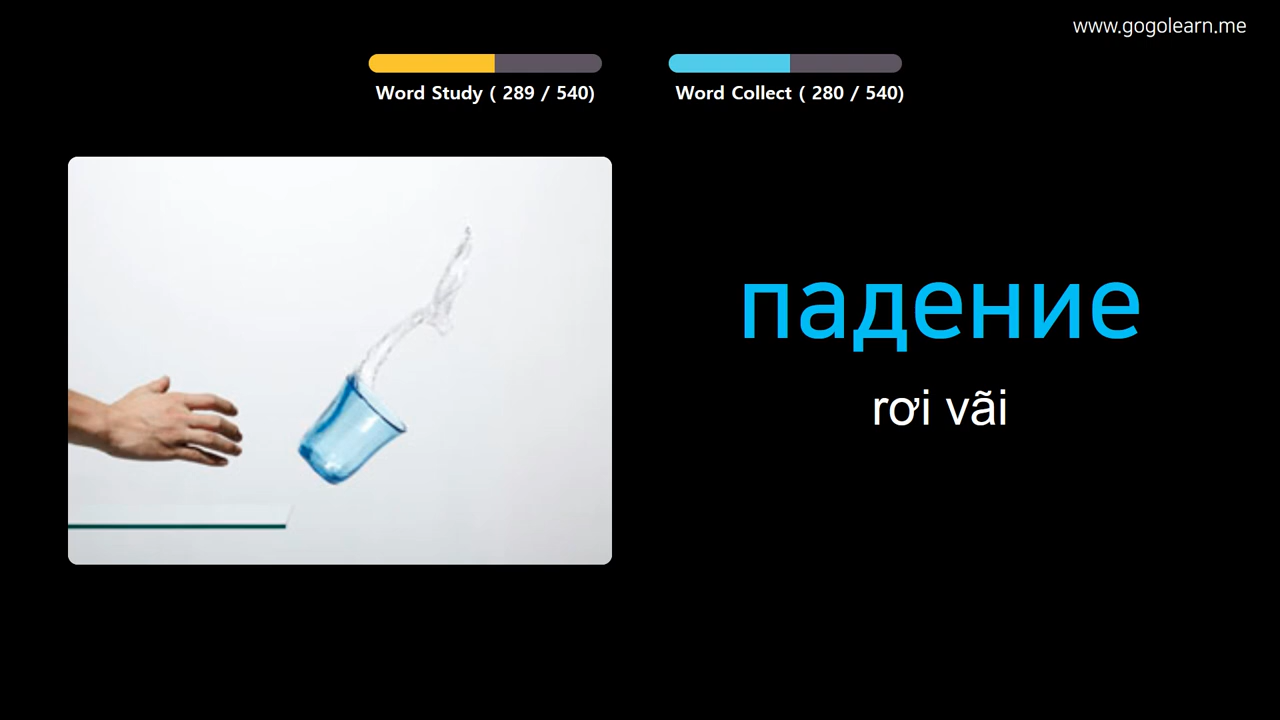 www.gogolearn.me
Word Study ( 289 / 540)
Word Collect ( 280 / 540)
падение
rơi vãi